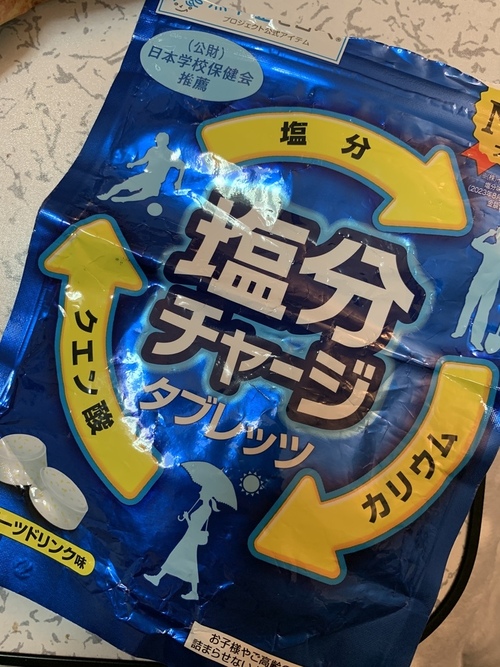 プロジェクト公式アイテム
(公財)
日本学校保健会
推薦
塩 分
塩分
チャージ
タブレッツ
クエン酸
カリウム
ーツドリンク味
お子様やご高齢
詰まらせない